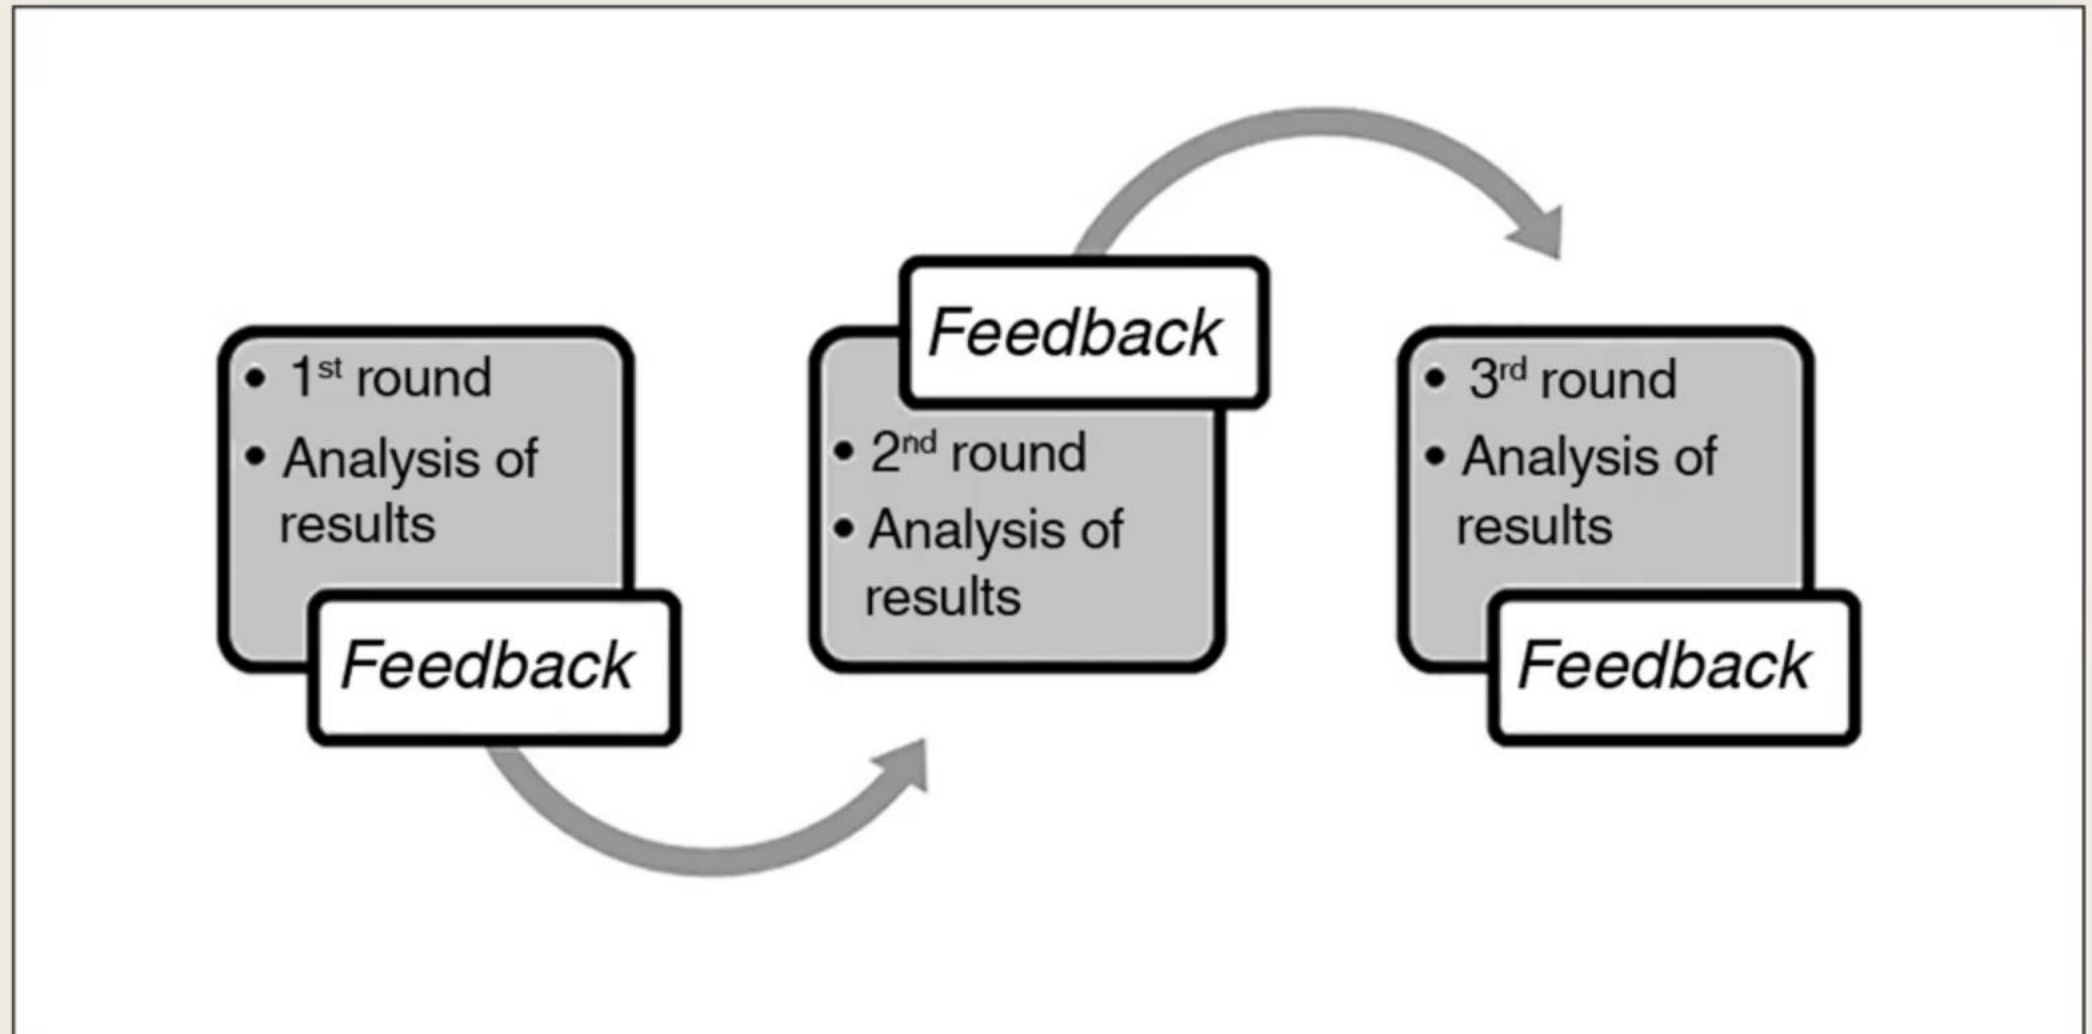 • 1st round
• Analysis of
results
Feedback
Feedback
• 2nd round
• Analysis of
results
• 3rd round
• Analysis of
results
Feedback